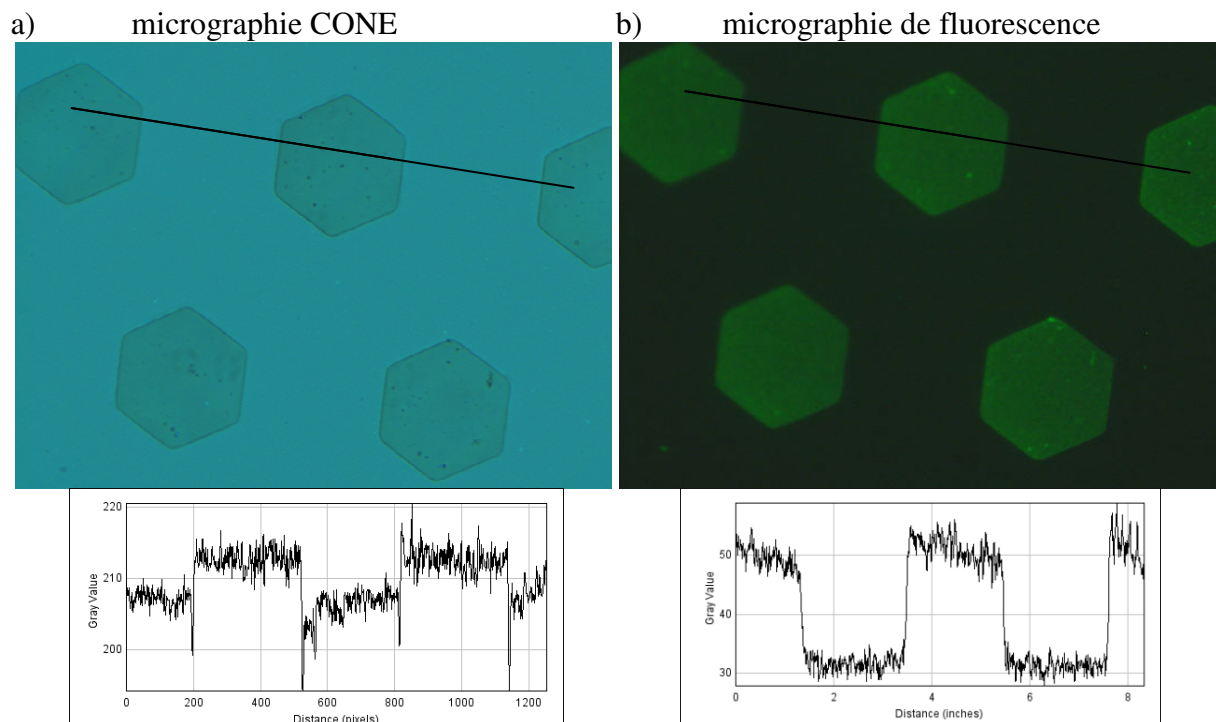 a) micrographie CONE
b) micrographie de fluorescence
220
210
200
Gray Value
0 200 400 600 800 1000 1200
Distance (pixels)
50
40
30
Gray Value
0 2 4 6 8
Distance (inches)